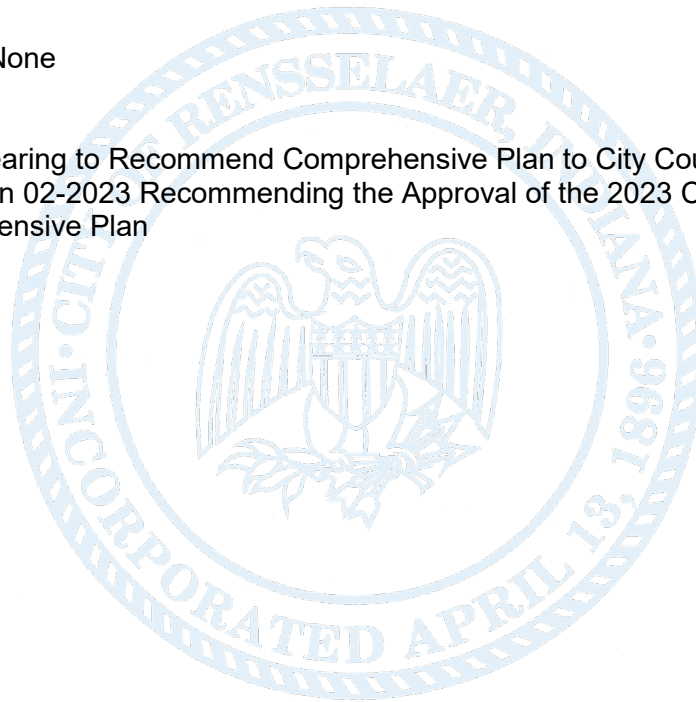 None
earing to Recommend Comprehensive Plan to City Cou
n 02-2023 Recommending the Approval of the 2023 C
ensive Plan
CITY OF RENSSELAER, INDIANA
INCORPORATED APRIL 13, 1896